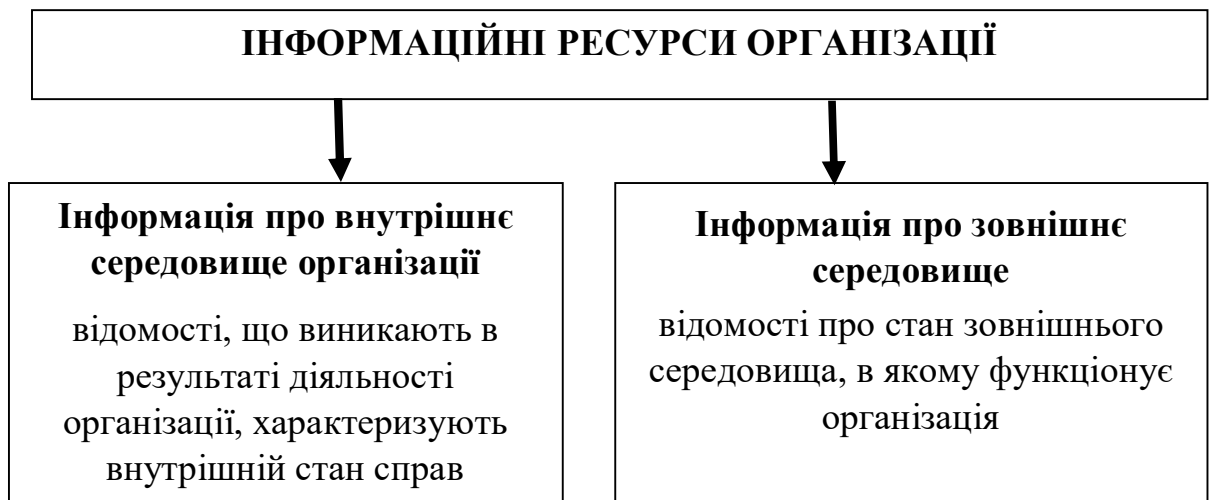 ІНФОРМАЦІЙНІ РЕСУРСИ ОРГАНІЗАЦІЇ
Інформація про внутрішнє
середовище організації
відомості, що виникають в
результаті діяльності
організації, характеризують
внутрішній стан справ
Інформація про зовнішнє
середовище
відомості про стан зовнішнього
середовища, в якому функціонує
організація